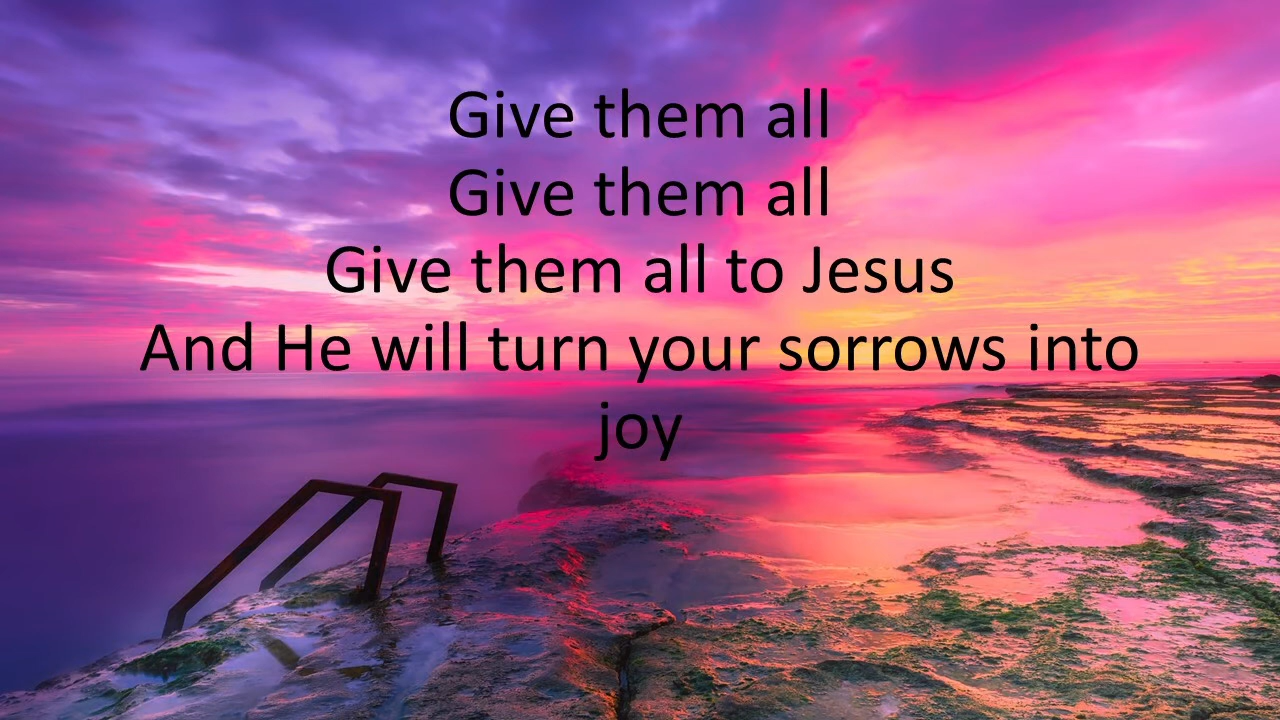 Give them all
Give them all
Give them all to Jesus
And He will turn your sorrows into
joy